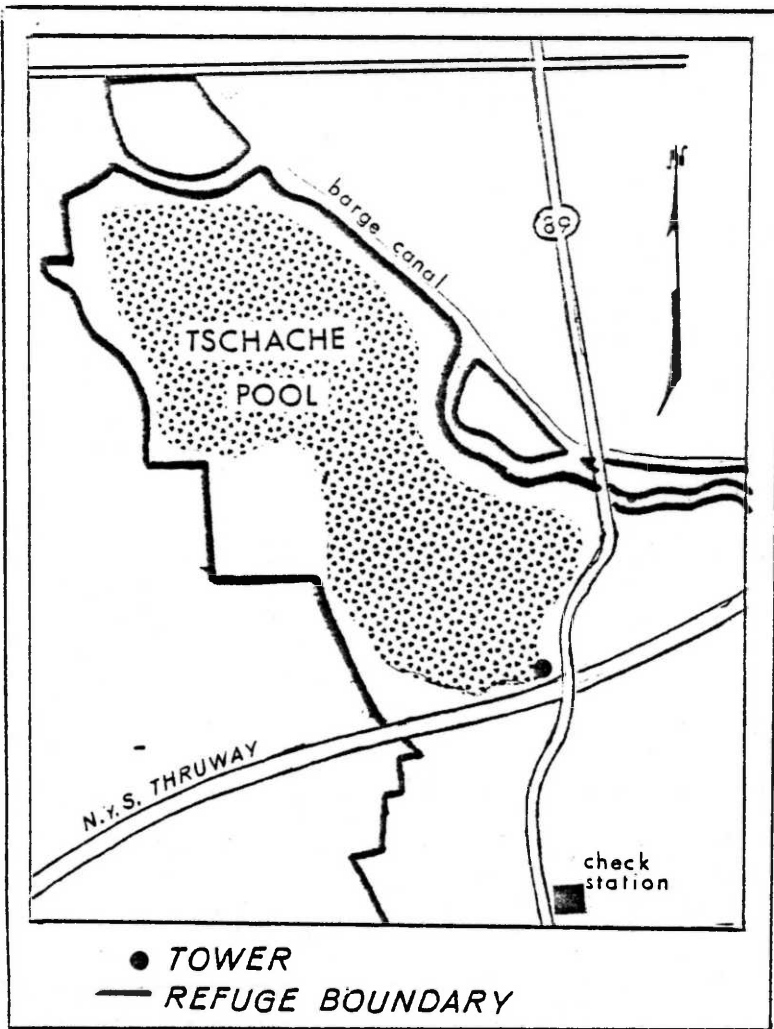 barge canal
N
89
TSCHACHE
POOL
N.Y.S. THRUWAY
check
station
TOWER
REFUGE BOUNDARY